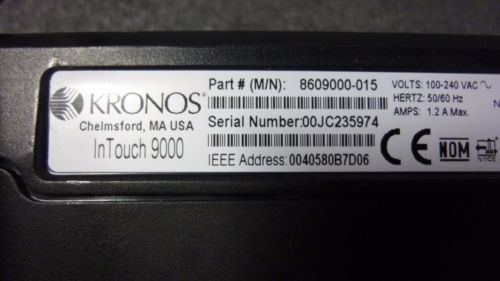 KRONOS®
Chelmsford, MA USA
InTouch 9000
Part # (M/N): 8609000-015
Serial Number:00JC235974
IEEE Address: 0040580B7D06
VOLTS: 100-240 VAC
HERTZ: 50/60 Hz
AMPS: 1.2 A Max.
CE
NOM
NYCE
N